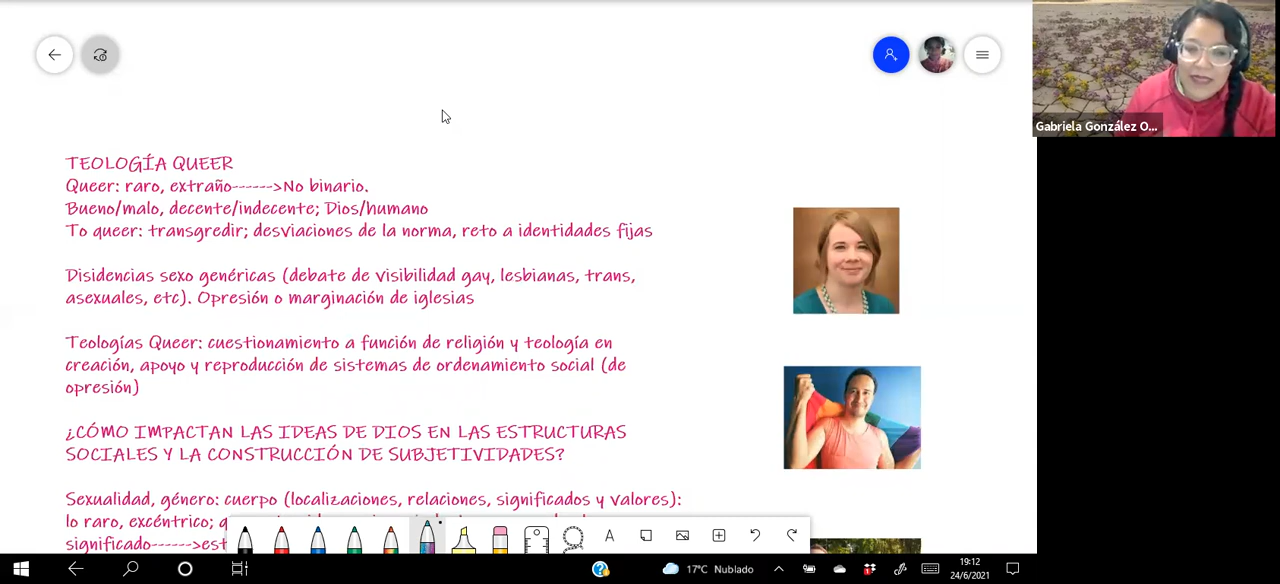 Gabriela González O...
TEOLOGÍA QUEER
Queer: raro, extraño------>No binario.
Bueno/malo, decente/indecente; Dios/humano
To queer: transgredir; desviaciones de la norma, reto a identidades fijas
Disidencias sexo genéricas (debate de visibilidad gay, lesbianas, trans,
asexuales, etc). Opresión o marginación de iglesias
Teologías Queer: cuestionamiento a función de religión y teología en
creación, apoyo y reproducción de sistemas de ordenamiento social (de
opresión)
¿CÓMO IMPACTAN LAS IDEAS DE DIOS EN LAS ESTRUCTURAS
SOCIALES Y LA CONSTRUCCIÓN DE SUBJETIVIDADES?
Sexualidad, género: cuerpo (localizaciones, relaciones, significados y valores):
lo raro, excéntrico;
significado------>
A
17°C Nublado
19:12
24/6/2021